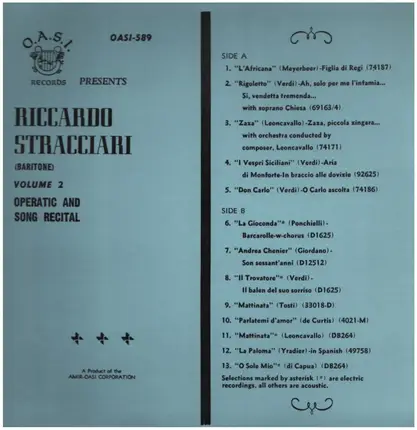 O.A.S.I.
RECORDS
OASI-589
PRESENTS
RICCARDO
STRACCIARI
(BARITONE)
VOLUME 2
OPERATIC AND
SONG RECITAL
A Product of the
AMAR-OASI CORPORATION
SIDE A
1. "L'Africana" (Meyerbeer)-Figlia di Regi (74187)
2. "Rigoletto" (Verdi)-Ah, solo per me l'infamia...
Si, vendetta tremenda...
with soprano Chiesa (69163/4)
3. "Zaza" (Leoncavallo)-Zaza, piccola zingara...
with orchestra conducted by
composer, Leoncavallo (74171)
4. "I Vespri Siciliani" (Verdi)-Aria
di Monforte-In braccio alle dovizie (92625)
5. "Don Carlo" (Verdi)-O Carlo ascolta (74186)
SIDE B
6. "La Gioconda"* (Ponchielli)-
Barcarolle-w-chorus (D1625)
7. "Andrea Chenier" (Giordano)-
Son sessant'anni (D12512)
8. "Il Trovatore"* (Verdi)-
Il balen del suo sorriso (D1625)
9. "Mattinata" (Tosti) (33018-D)
10. "Parlatemi d'amor" (de Curtis) (4021-M)
11. "Mattinata"* (Leoncavallo) (DB264)
12. "La Paloma" (Yradier)-in Spanish (49758)
13. "O Sole Mio"* (di Capua) (DB264)
Selections marked by asterisk (*) are electric
recordings, all others are acoustic.